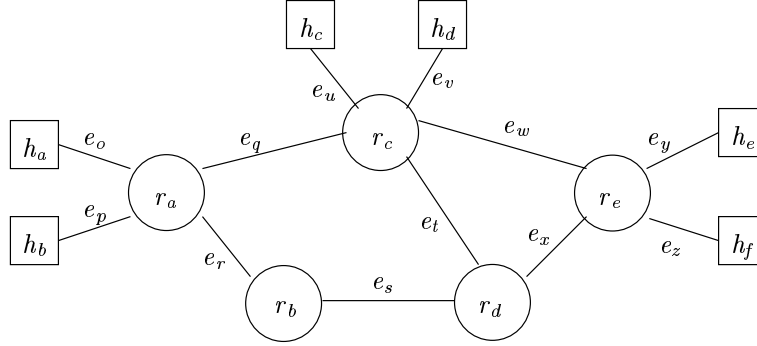 h_c
h_d
e_u
e_v
e_w
r_c
e_q
e_o
h_a
e_y
h_e
r_a
r_e
e_p
h_b
e_t
e_x
e_z
h_f
e_r
e_s
r_b
r_d